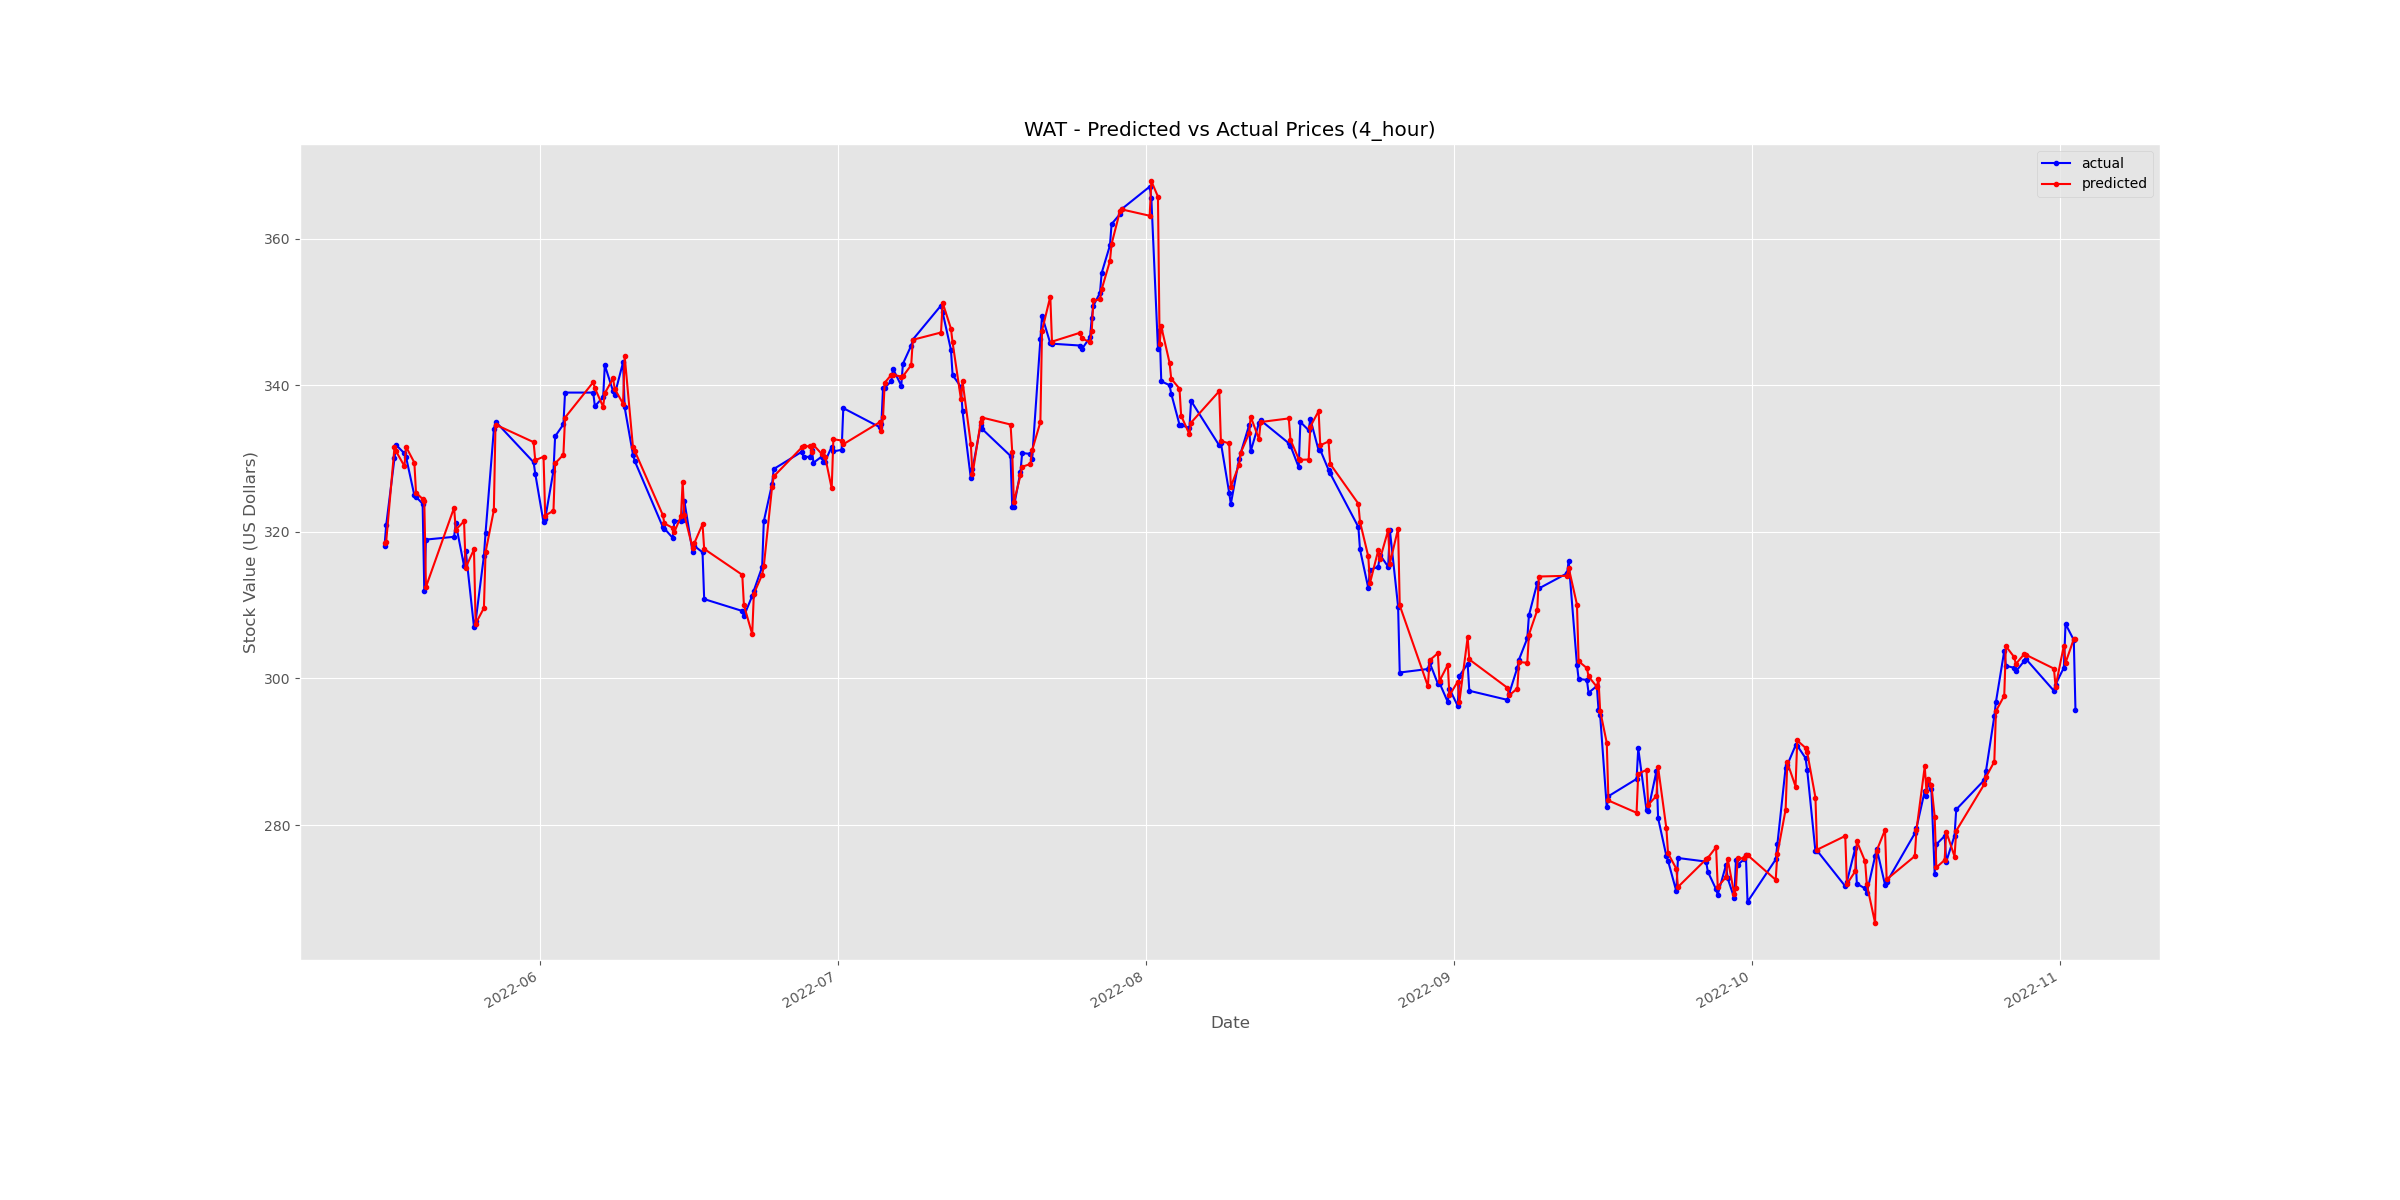 WAT - Predicted vs Actual Prices (4_hour)
actual
predicted
Stock Value (US Dollars)
360
340
320
300
280
2022-06
2022-07
2022-08
2022-09
2022-10
2022-11
Date